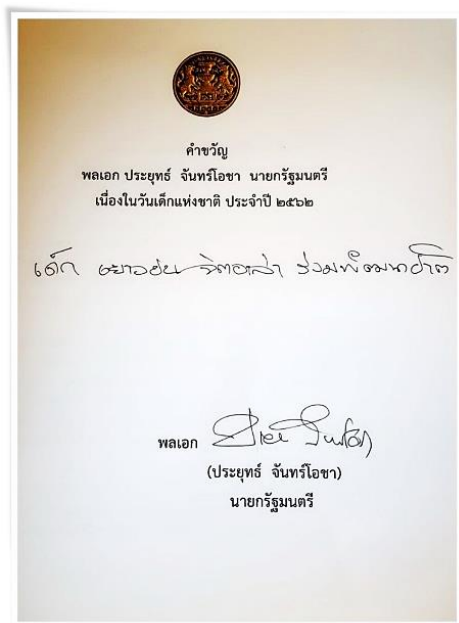 คำขวัญ
พลเอก ประยุทธ์ จันทร์โอชา นายกรัฐมนตรี
เนื่องในวันเด็กแห่งชาติ ประจำปี ๒๕๖๒
เด็ก เยาวชน จิตอาสา ร่วมพัฒนาชาติ
พลเอก
(ประยุทธ์ จันทร์โอชา)
นายกรัฐมนตรี